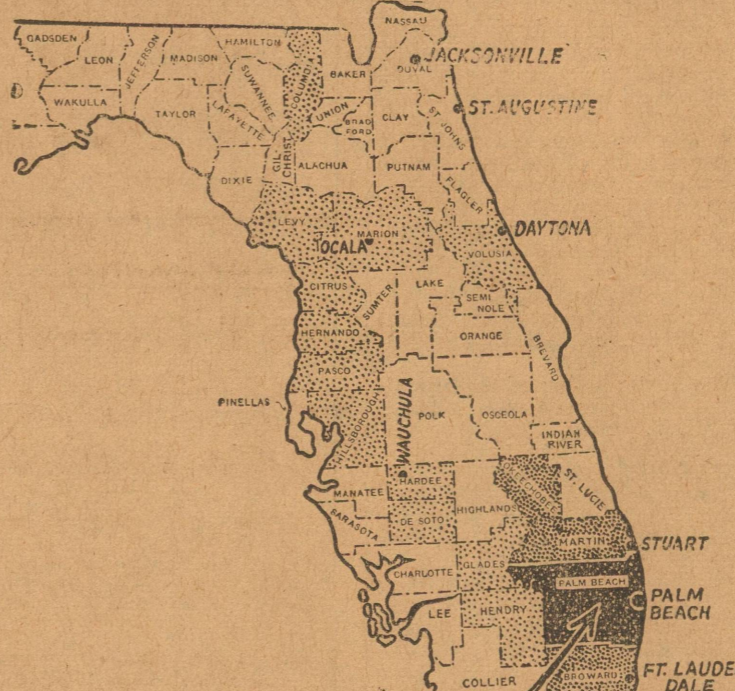 NASSAU
GADSDEN
LEON
JEFFERSON
MADISON
HAMILTON
SUWANNEE
COLUMBIA
BAKER
DUVAL
JACKSONVILLE
WAKULLA
TAYLOR
LAFAYETTE
UNION
BRAD
FORD
CLAY
ST. JOHNS
ST. AUGUSTINE
DIXIE
GIL
CHRIST
ALACHUA
PUTNAM
FLAGLER
LEVY
MARION
OCALA
DAYTONA
VOLUSIA
CITRUS
SUMTER
LAKE
SEMI
NOLE
HERNANDO
ORANGE
BREVARD
PASCO
PINELLAS
HILLSBOROUGH
WAUCHULA
POLK
OSCEOLA
INDIAN
RIVER
MANATEE
HARDEE
OKEECHOBEE
ST. LUCIE
SARASOTA
DE SOTO
HIGHLANDS
MARTIN
STUART
CHARLOTTE
GLADES
PALM BEACH
PALM
BEACH
LEE
HENDRY
COLLIER
BROWARD
FT. LAUDE
DALE